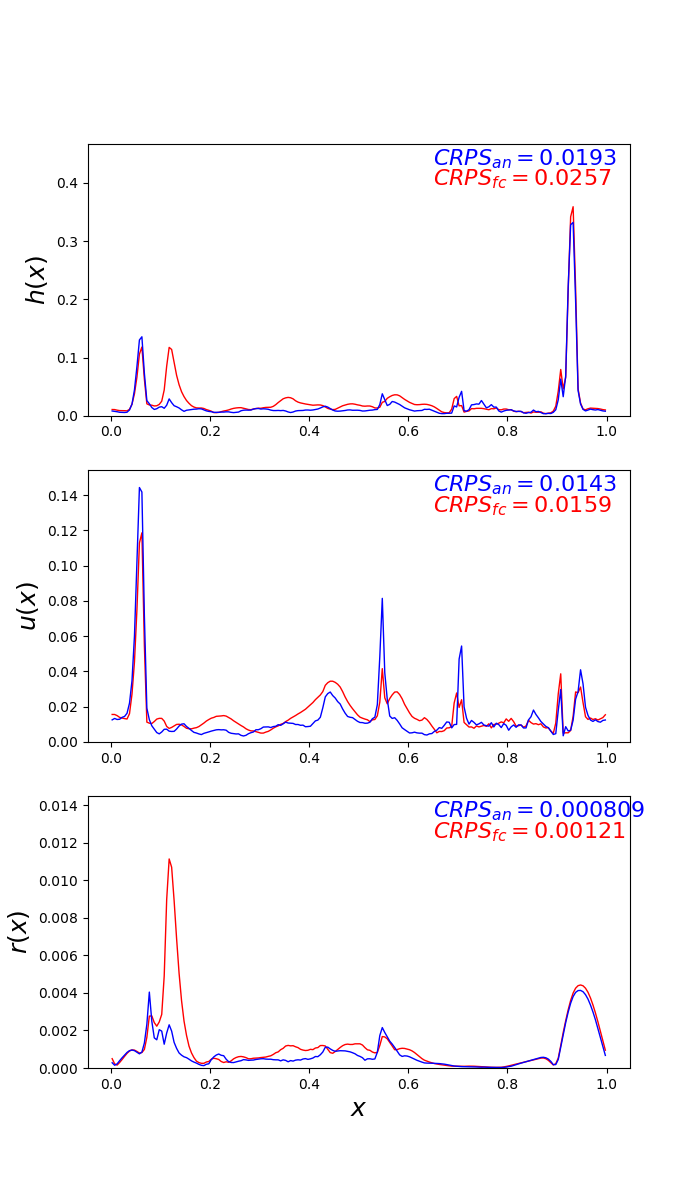 CRPS_an = 0.0193
CRPS_fc = 0.0257
h(x)
0.4
0.3
0.2
0.1
0.0
0.0 0.2 0.4 0.6 0.8 1.0
CRPS_an = 0.0143
CRPS_fc = 0.0159
u(x)
0.14
0.12
0.10
0.08
0.06
0.04
0.02
0.00
0.0 0.2 0.4 0.6 0.8 1.0
CRPS_an = 0.000809
CRPS_fc = 0.00121
r(x)
0.014
0.012
0.010
0.008
0.006
0.004
0.002
0.000
0.0 0.2 0.4 0.6 0.8 1.0
x